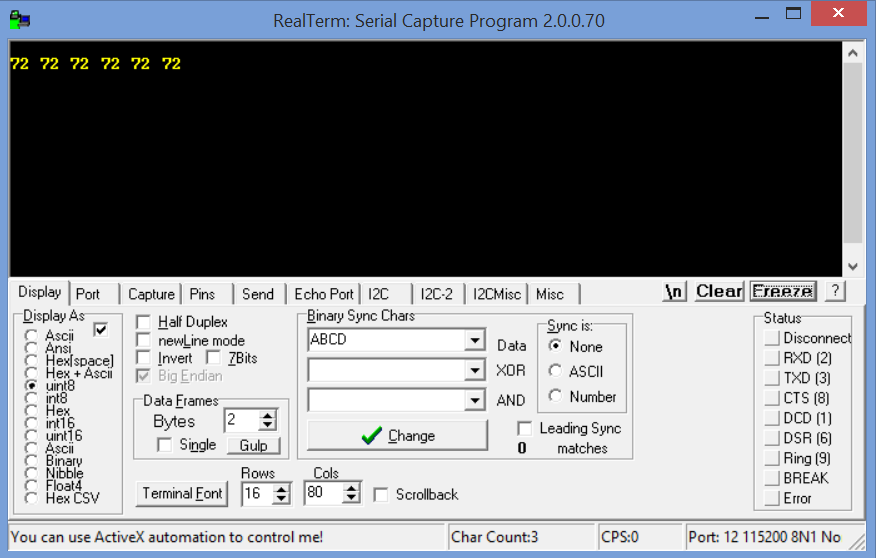 RealTerm: Serial Capture Program 2.0.0.70
72 72 72 72 72 72
Display Port Capture Pins Send Echo Port I2C I2C-2 I2CMisc Misc \n Clear Freeze ?
Display As
Ascii
Ansi
Hex[space]
Hex + Ascii
uint8
int8
Hex
int16
uint16
Ascii
Binary
Nibble
Float4
Hex CSV
Half Duplex
newLine mode
Invert 7Bits
Big Endian
Data Frames
Bytes 2
Single Gulp
Rows Cols
Terminal Font 16 80 Scrollback
Binary Sync Chars
ABCD Data
XOR
AND
Change
Sync is:
None
ASCII
Number
Leading Sync
0 matches
Status
Disconnect
RXD (2)
TXD (3)
CTS (8)
DCD (1)
DSR (6)
Ring (9)
BREAK
Error
You can use ActiveX automation to control me! Char Count:3 CPS:0 Port: 12 115200 8N1 No